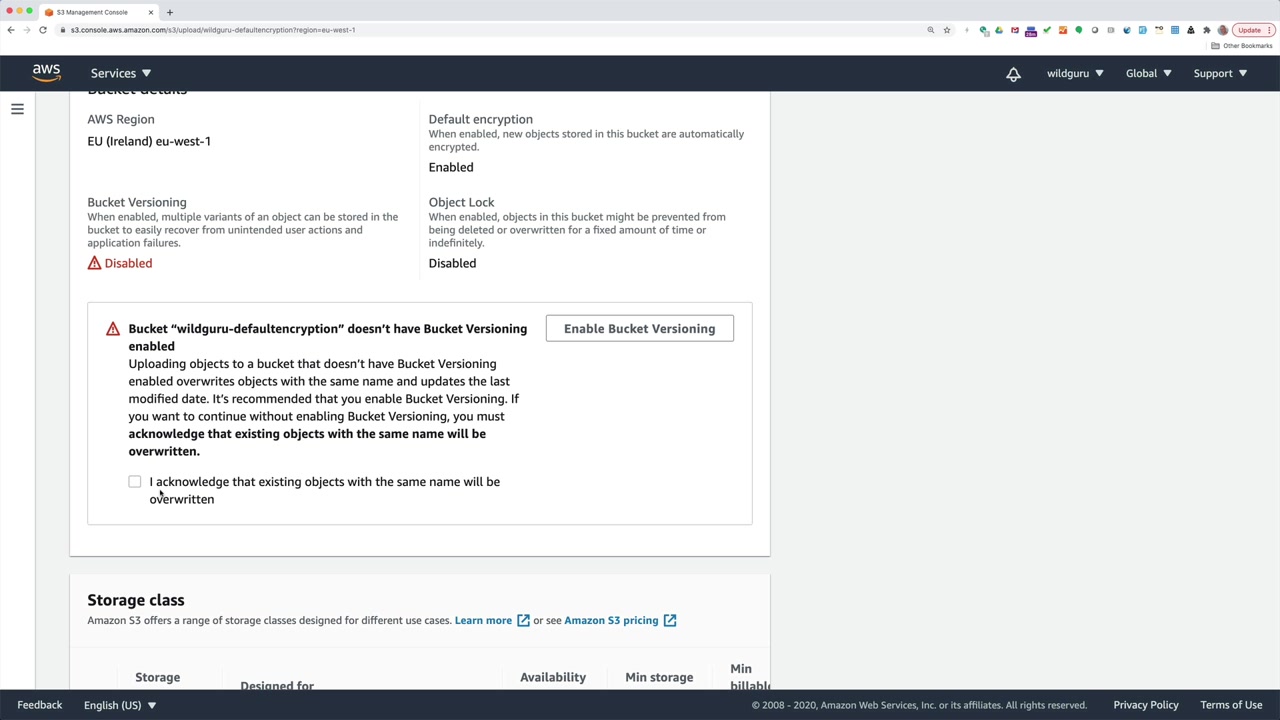 S3 Management Console
s3.console.aws.amazon.com/s3/upload/wildguru-defaultencryption?region=eu-west-1
Update
Other Bookmarks
aws
Services
wildguru
Global
Support
Bucket details
AWS Region
EU (Ireland) eu-west-1
Default encryption
When enabled, new objects stored in this bucket are automatically
encrypted.
Enabled
Bucket Versioning
When enabled, multiple variants of an object can be stored in the
bucket to easily recover from unintended user actions and
application failures.
Disabled
Object Lock
When enabled, objects in this bucket might be prevented from
being deleted or overwritten for a fixed amount of time or
indefinitely.
Disabled
Bucket “wildguru-defaultencryption” doesn’t have Bucket Versioning
enabled
Enable Bucket Versioning
Uploading objects to a bucket that doesn’t have Bucket Versioning
enabled overwrites objects with the same name and updates the last
modified date. It’s recommended that you enable Bucket Versioning. If
you want to continue without enabling Bucket Versioning, you must
acknowledge that existing objects with the same name will be
overwritten.
I acknowledge that existing objects with the same name will be
overwritten
Storage class
Amazon S3 offers a range of storage classes designed for different use cases. Learn more or see Amazon S3 pricing
Storage
Designed for
Availability
Min storage
Min
billable
Feedback
English (US)
© 2008 - 2020, Amazon Web Services, Inc. or its affiliates. All rights reserved.
Privacy Policy
Terms of Use